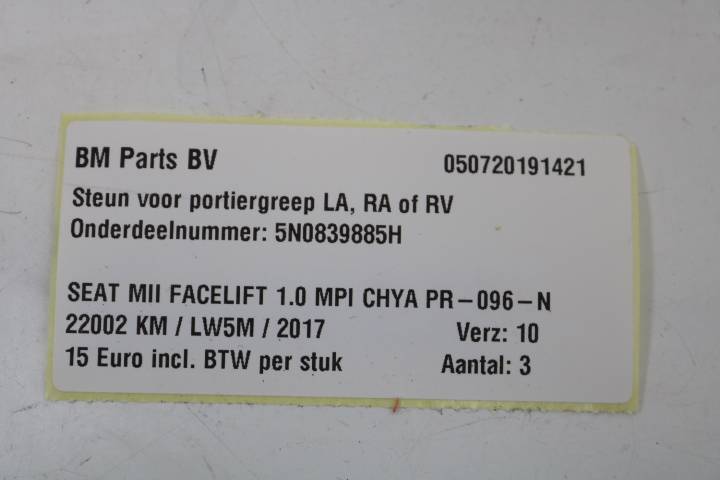 BM Parts BV 050720191421
Steun voor portiergreep LA, RA of RV
Onderdeelnummer: 5N0839885H
SEAT MII FACELIFT 1.0 MPI CHYA PR-096-N
22002 KM / LW5M / 2017 Verz: 10
15 Euro incl. BTW per stuk Aantal: 3